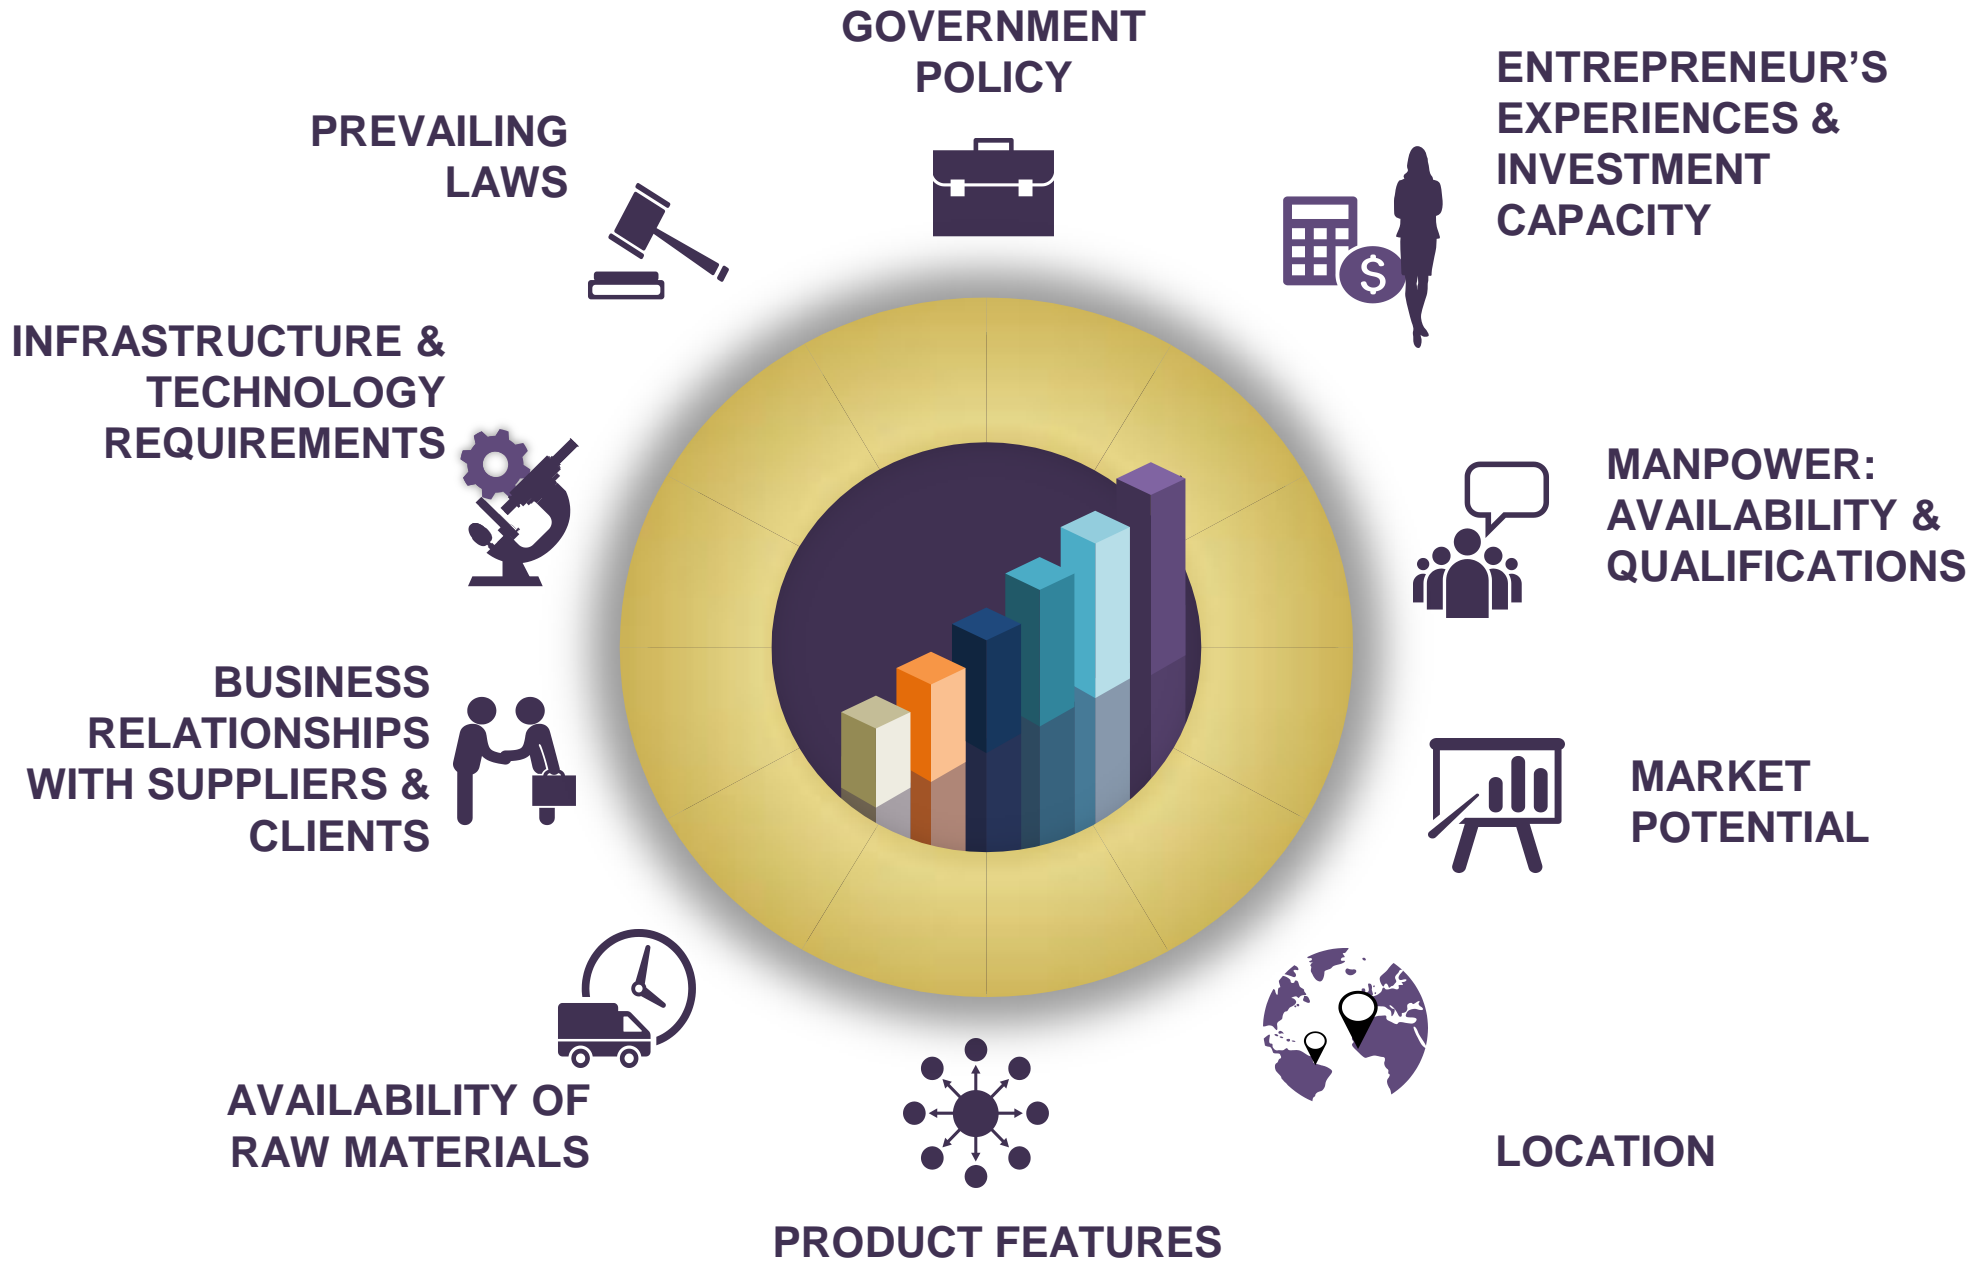 GOVERNMENT
POLICY
ENTREPRENEUR’S
EXPERIENCES &
INVESTMENT
CAPACITY
$
MANPOWER:
AVAILABILITY &
QUALIFICATIONS
MARKET
POTENTIAL
LOCATION
PRODUCT FEATURES
AVAILABILITY OF
RAW MATERIALS
BUSINESS
RELATIONSHIPS
WITH SUPPLIERS &
CLIENTS
INFRASTRUCTURE &
TECHNOLOGY
REQUIREMENTS
PREVAILING
LAWS